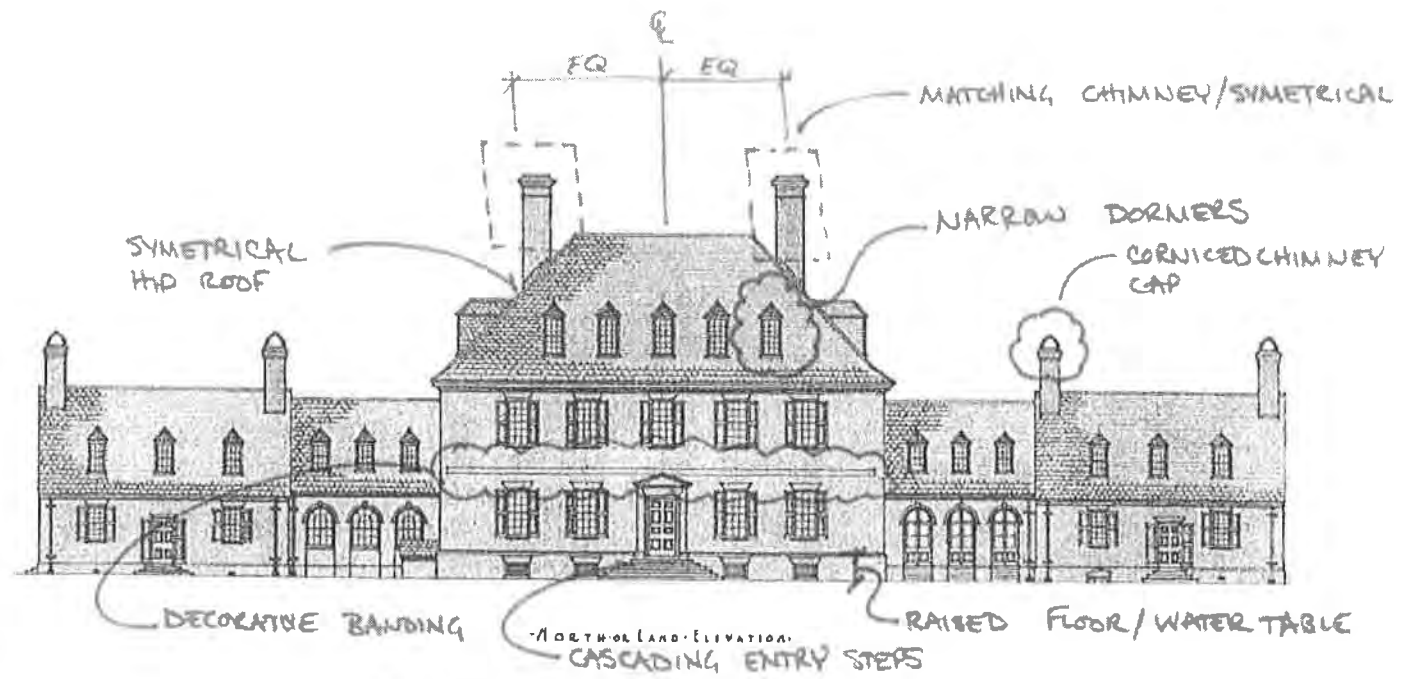 ℄
EQ EQ
MATCHING CHIMNEY/SYMETRICAL
NARROW DORMERS
SYMETRICAL
HIP ROOF
CORNICED CHIMNEY
CAP
DECORATIVE BANDING
RAISED FLOOR/WATER TABLE
·NORTH·OR LAND·ELEVATION·
CASCADING ENTRY STEPS